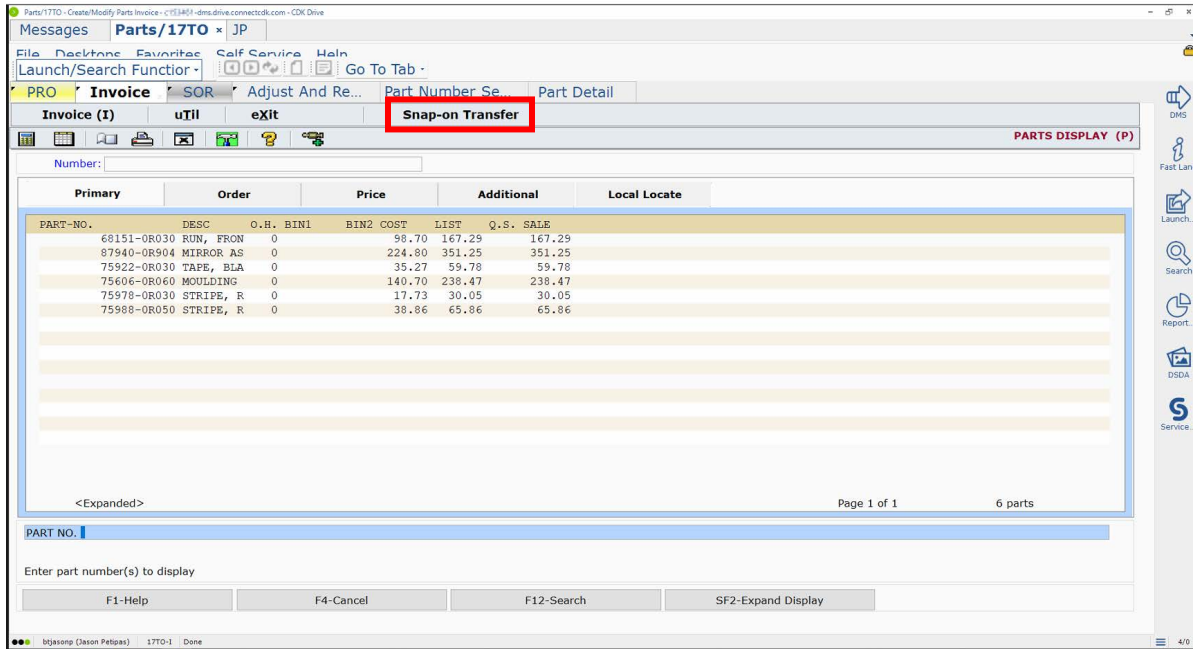 Parts/17TO - Create/Modify Parts Invoice - -dms.drive.connectcdk.com - CDK Drive
Messages Parts/17TO × JP
File Desktops Favorites Self Service Help
Launch/Search Function Go To Tab
PRO Invoice SOR Adjust And Re... Part Number Se... Part Detail
Invoice (I) uTil eXit Snap-on Transfer
PARTS DISPLAY (P)
Number:
Primary Order Price Additional Local Locate
PART-NO. DESC O.H. BIN1 BIN2 COST LIST Q.S. SALE
68151-0R030 RUN, FRON 0 98.70 167.29 167.29
87940-0R904 MIRROR AS 0 224.80 351.25 351.25
75922-0R030 TAPE, BLA 0 35.27 59.78 59.78
75606-0R060 MOULDING 0 140.70 238.47 238.47
75978-0R030 STRIPE, R 0 17.73 30.05 30.05
75988-0R050 STRIPE, R 0 38.86 65.86 65.86
<Expanded> Page 1 of 1 6 parts
PART NO.
Enter part number(s) to display
F1-Help F4-Cancel F12-Search SF2-Expand Display
btjasonp (Jason Petipas) 17TO-I Done 4/0
DMS
Fast Lan
Launch..
Search
Report..
DSDA
Service..